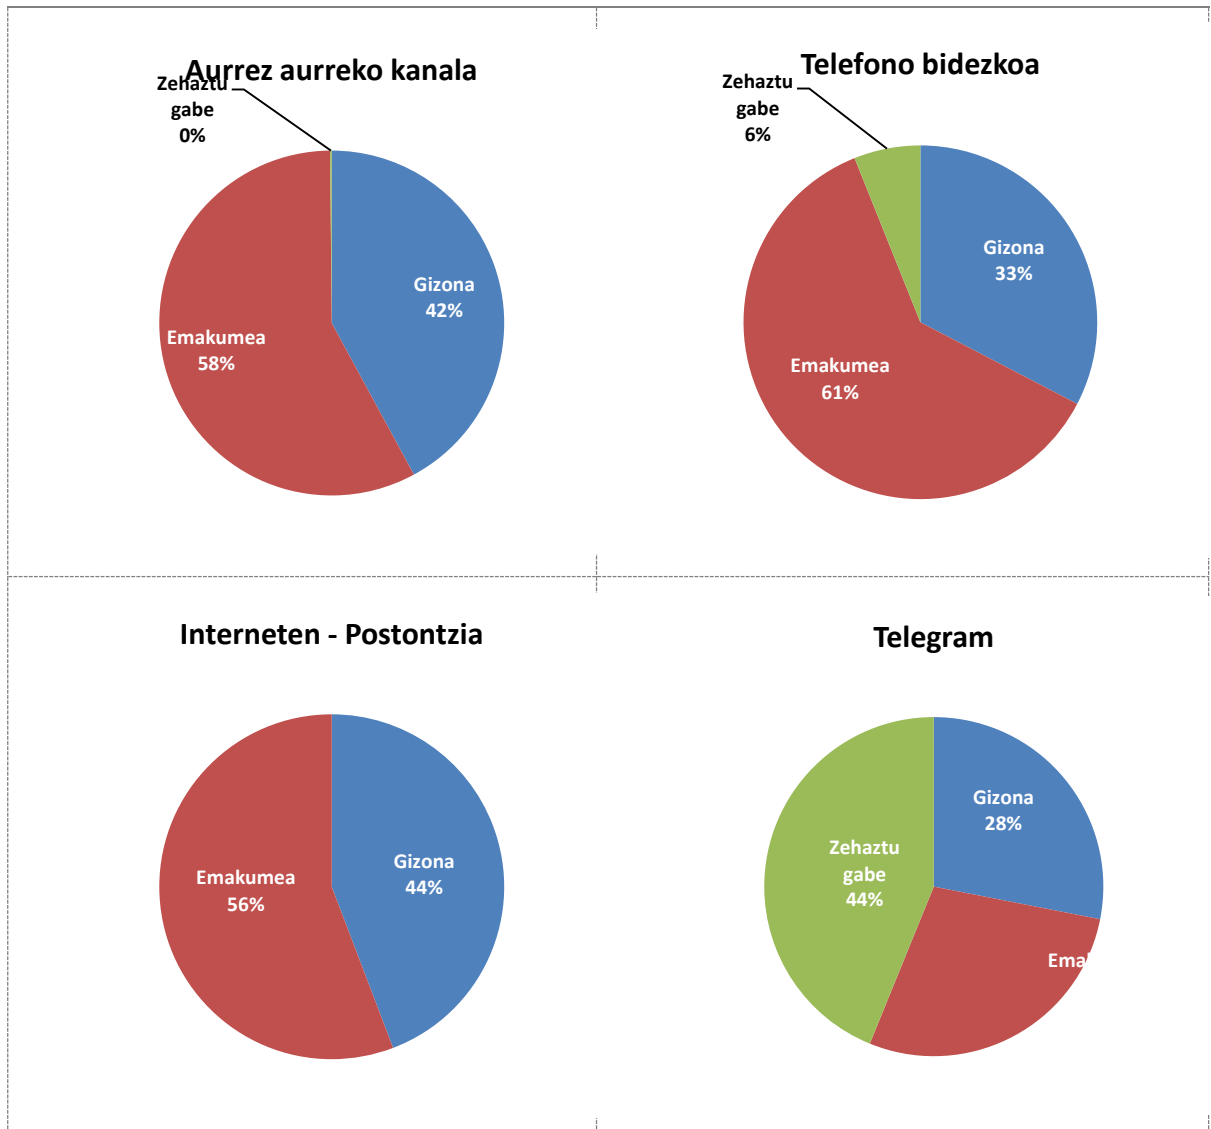 Aurrez aurreko kanala
Zehaztu
gabe
0%
Gizona
42%
Emakumea
58%
Telefono bidezkoa
Zehaztu
gabe
6%
Gizona
33%
Emakumea
61%
Interneten - Postontzia
Emakumea
56%
Gizona
44%
Telegram
Gizona
28%
Zehaztu
gabe
44%